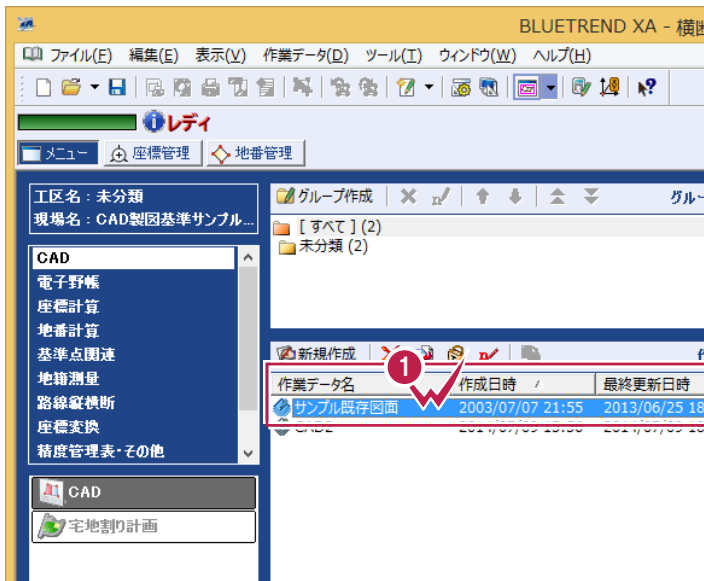 BLUETREND XA - 横断
ファイル(F) 編集(E) 表示(V) 作業データ(D) ツール(T) ウィンドウ(W) ヘルプ(H)
レディ
メニュー 座標管理 地番管理
工区名：未分類
現場名：CAD製図基準サンプル...
グループ作成 グルー
[ すべて ] (2)
未分類 (2)
CAD
電子野帳
座標計算
地番計算
基準点関連
地籍測量
路線縦横断
座標変換
精度管理表・その他
新規作成
1
作業データ名 作成日時 最終更新日時
サンプル既存図面 2003/07/07 21:55 2013/06/25 18
CAD
宅地割り計画